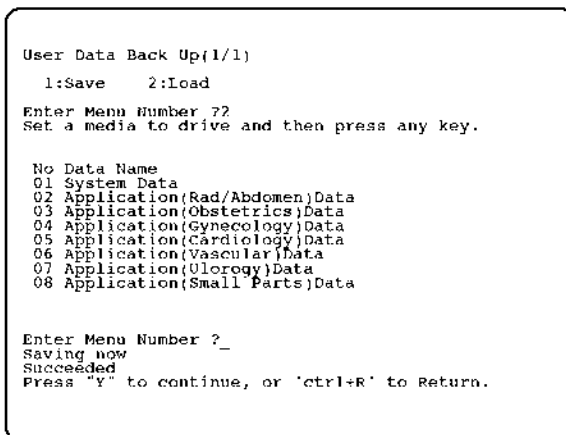 User Data Back Up(1/1)
1:Save 2:Load
Enter Menu Number ?2
Set a media to drive and then press any key.
No Data Name
01 System Data
02 Application(Rad/Abdomen)Data
03 Application(Obstetrics)Data
04 Application(Gynecology)Data
05 Application(Cardiology)Data
06 Application(Vascular)Data
07 Application(Ulorogy)Data
08 Application(Small Parts)Data
Enter Menu Number ?_
Saving now
Succeeded
Press "Y" to continue, or 'ctrl+R' to Return.